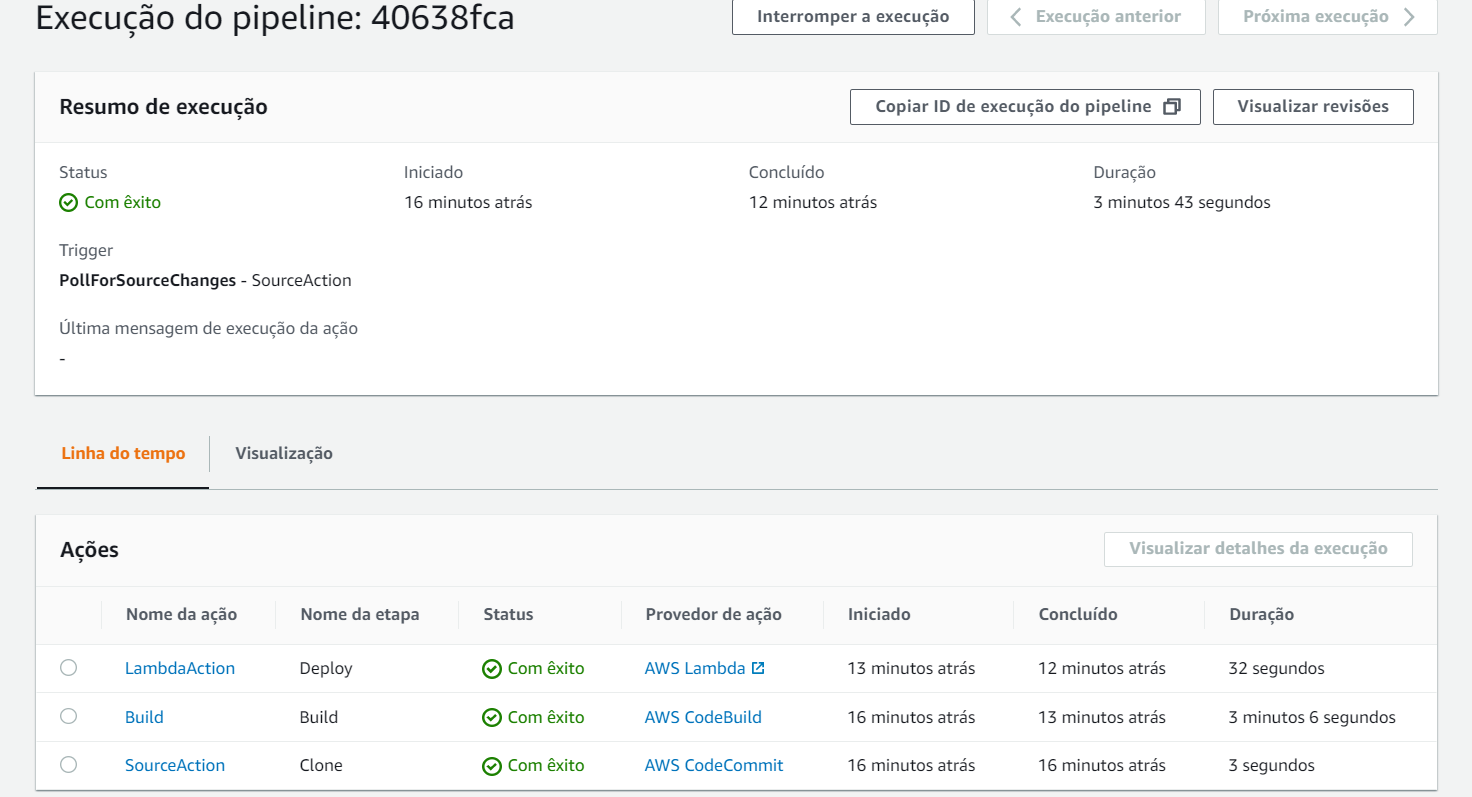 Execução do pipeline: 40638fca
Interromper a execução
Execução anterior
Próxima execução
Resumo de execução
Copiar ID de execução do pipeline
Visualizar revisões
Status
Iniciado
Concluído
Duração
Com êxito
16 minutos atrás
12 minutos atrás
3 minutos 43 segundos
Trigger
PollForSourceChanges - SourceAction
Última mensagem de execução da ação
-
Linha do tempo
Visualização
Ações
Visualizar detalhes da execução
Nome da ação
Nome da etapa
Status
Provedor de ação
Iniciado
Concluído
Duração
LambdaAction
Deploy
Com êxito
AWS Lambda
13 minutos atrás
12 minutos atrás
32 segundos
Build
Build
Com êxito
AWS CodeBuild
16 minutos atrás
13 minutos atrás
3 minutos 6 segundos
SourceAction
Clone
Com êxito
AWS CodeCommit
16 minutos atrás
16 minutos atrás
3 segundos